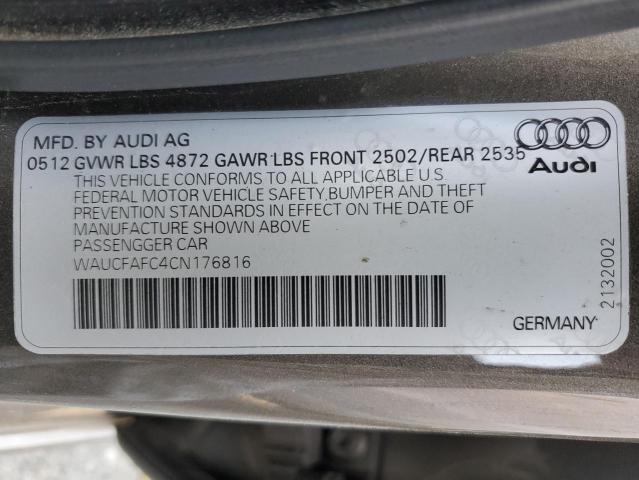 MFD. BY AUDI AG
0512 GVWR LBS 4872 GAWR LBS FRONT 2502/REAR 2535
Audi
THIS VEHICLE CONFORMS TO ALL APPLICABLE U.S.
FEDERAL MOTOR VEHICLE SAFETY,BUMPER AND THEFT
PREVENTION STANDARDS IN EFFECT ON THE DATE OF
MANUFACTURE SHOWN ABOVE
PASSENGGER CAR
WAUCFAFC4CN176816
2132002
GERMANY